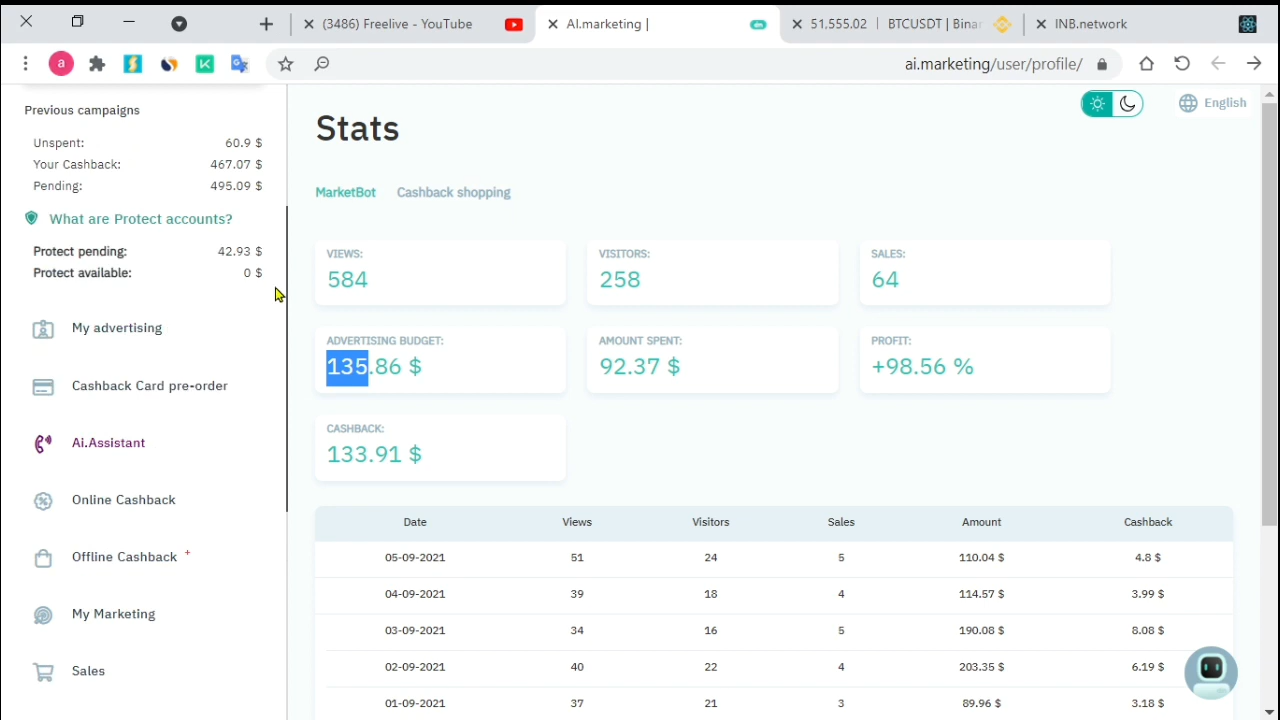 (3486) Freelive - YouTube
AI.marketing |
51,555.02 | BTCUSDT | Binan
INB.network
a
ai.marketing/user/profile/
Previous campaigns
Unspent: 60.9 $
Your Cashback: 467.07 $
Pending: 495.09 $
What are Protect accounts?
Protect pending: 42.93 $
Protect available: 0 $
My advertising
Cashback Card pre-order
Ai.Assistant
Online Cashback
Offline Cashback +
My Marketing
Sales
English
Stats
MarketBot Cashback shopping
VIEWS:
584
VISITORS:
258
SALES:
64
ADVERTISING BUDGET:
135.86 $
AMOUNT SPENT:
92.37 $
PROFIT:
+98.56 %
CASHBACK:
133.91 $
Date Views Visitors Sales Amount Cashback
05-09-2021 51 24 5 110.04 $ 4.8 $
04-09-2021 39 18 4 114.57 $ 3.99 $
03-09-2021 34 16 5 190.08 $ 8.08 $
02-09-2021 40 22 4 203.35 $ 6.19 $
01-09-2021 37 21 3 89.96 $ 3.18 $